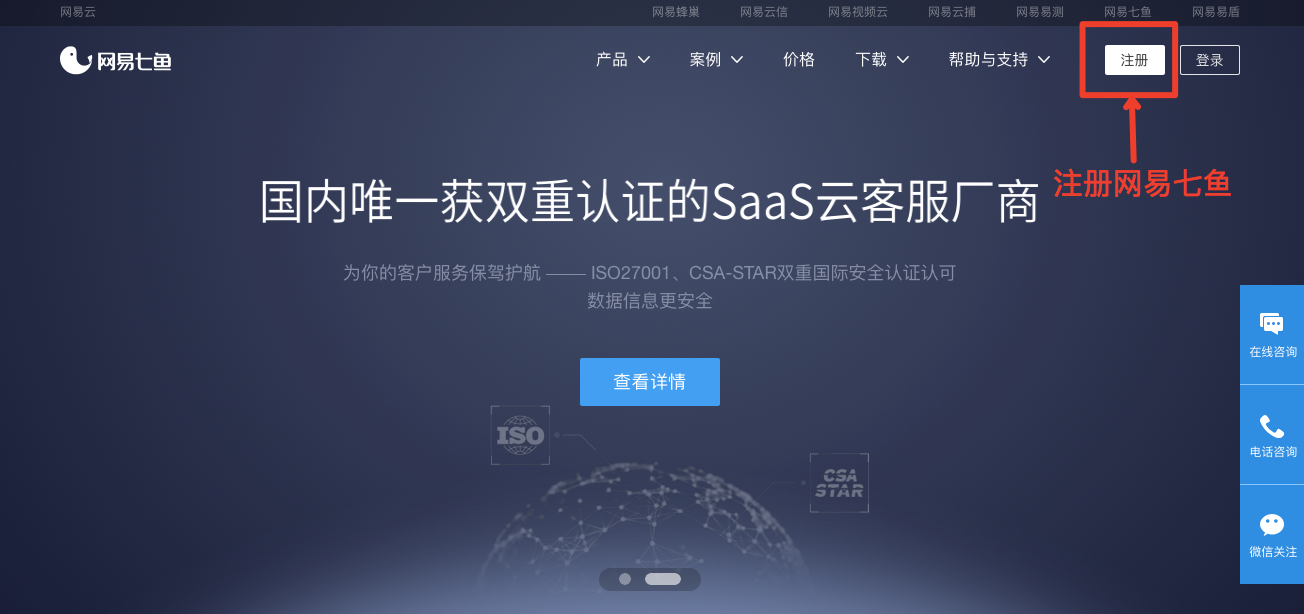 网易云 网易蜂巢 网易云信 网易视频云 网易云捕 网易易测 网易七鱼 网易易盾
网易七鱼 产品 案例 价格 下载 帮助与支持 注册 登录
注册网易七鱼
国内唯一获双重认证的SaaS云客服厂商
为你的客户服务保驾护航 —— ISO27001、CSA-STAR双重国际安全认证认可
数据信息更安全
查看详情
ISO
CSA
STAR
在线咨询
电话咨询
微信关注